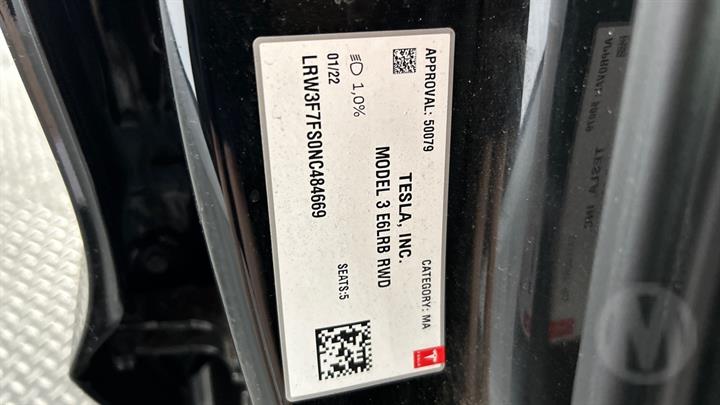 APPROVAL: 50079 CATEGORY: MA
TESLA, INC.
MODEL 3 E6LRB RWD
1,0%
01/22 SEATS:5
LRW3F7FS0NC484669